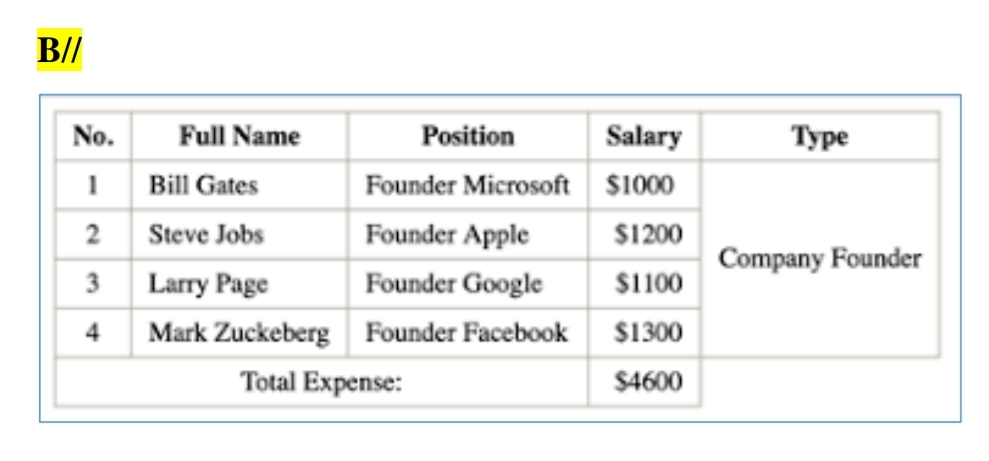 B//
No. Full Name Position Salary Type
1 Bill Gates Founder Microsoft $1000
2 Steve Jobs Founder Apple $1200
Company Founder
3 Larry Page Founder Google $1100
4 Mark Zuckeberg Founder Facebook $1300
Total Expense: $4600